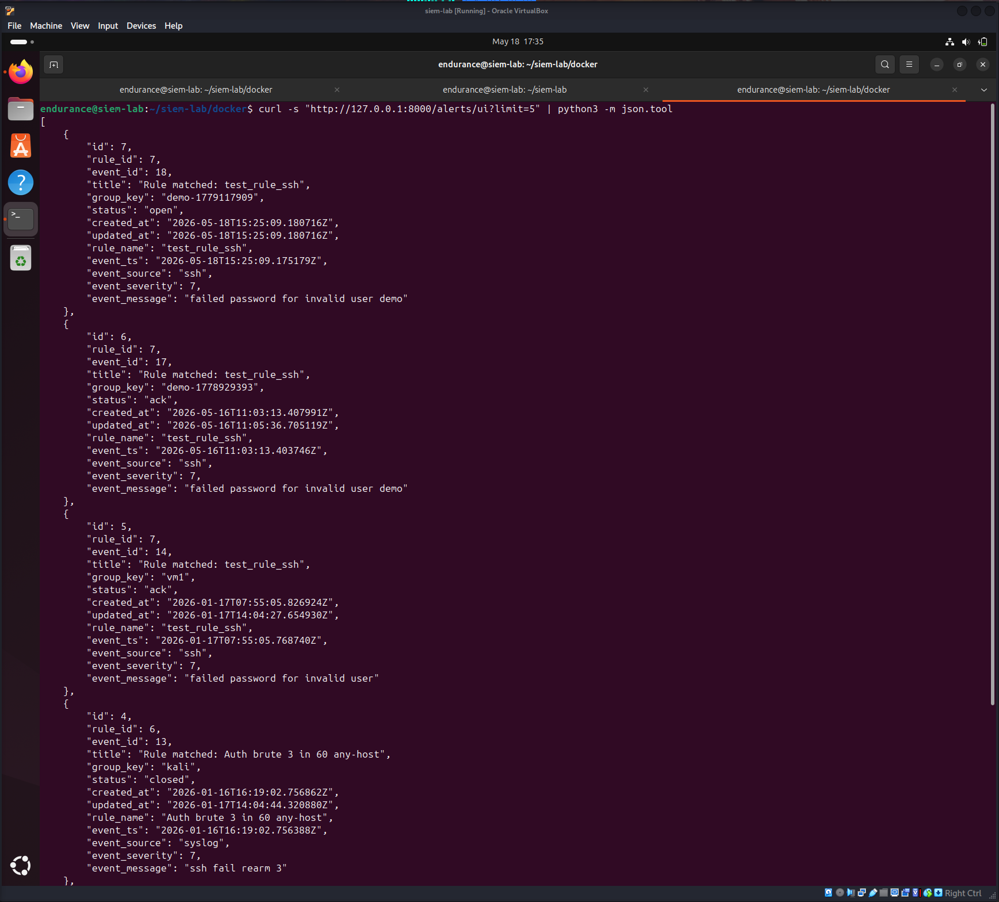 siem-lab [Running] - Oracle VirtualBox
File Machine View Input Devices Help
May 18 17:35
endurance@siem-lab: ~/siem-lab/docker
endurance@siem-lab: ~/siem-lab/docker
endurance@siem-lab: ~/siem-lab
endurance@siem-lab: ~/siem-lab/docker
endurance@siem-lab:~/siem-lab/docker$ curl -s "http://127.0.0.1:8000/alerts/ui?limit=5" | python3 -m json.tool
[
    {
        "id": 7,
        "rule_id": 7,
        "event_id": 18,
        "title": "Rule matched: test_rule_ssh",
        "group_key": "demo-1779117909",
        "status": "open",
        "created_at": "2026-05-18T15:25:09.180716Z",
        "updated_at": "2026-05-18T15:25:09.180716Z",
        "rule_name": "test_rule_ssh",
        "event_ts": "2026-05-18T15:25:09.175179Z",
        "event_source": "ssh",
        "event_severity": 7,
        "event_message": "failed password for invalid user demo"
    },
    {
        "id": 6,
        "rule_id": 7,
        "event_id": 17,
        "title": "Rule matched: test_rule_ssh",
        "group_key": "demo-1778929393",
        "status": "ack",
        "created_at": "2026-05-16T11:03:13.407991Z",
        "updated_at": "2026-05-16T11:05:36.705119Z",
        "rule_name": "test_rule_ssh",
        "event_ts": "2026-05-16T11:03:13.403746Z",
        "event_source": "ssh",
        "event_severity": 7,
        "event_message": "failed password for invalid user demo"
    },
    {
        "id": 5,
        "rule_id": 7,
        "event_id": 14,
        "title": "Rule matched: test_rule_ssh",
        "group_key": "vm1",
        "status": "ack",
        "created_at": "2026-01-17T07:55:05.826924Z",
        "updated_at": "2026-01-17T14:04:27.654930Z",
        "rule_name": "test_rule_ssh",
        "event_ts": "2026-01-17T07:55:05.768740Z",
        "event_source": "ssh",
        "event_severity": 7,
        "event_message": "failed password for invalid user"
    },
    {
        "id": 4,
        "rule_id": 6,
        "event_id": 13,
        "title": "Rule matched: Auth brute 3 in 60 any-host",
        "group_key": "kali",
        "status": "closed",
        "created_at": "2026-01-16T16:19:02.756862Z",
        "updated_at": "2026-01-17T14:04:44.320880Z",
        "rule_name": "Auth brute 3 in 60 any-host",
        "event_ts": "2026-01-16T16:19:02.756388Z",
        "event_source": "syslog",
        "event_severity": 7,
        "event_message": "ssh fail rearm 3"
    },
Right Ctrl